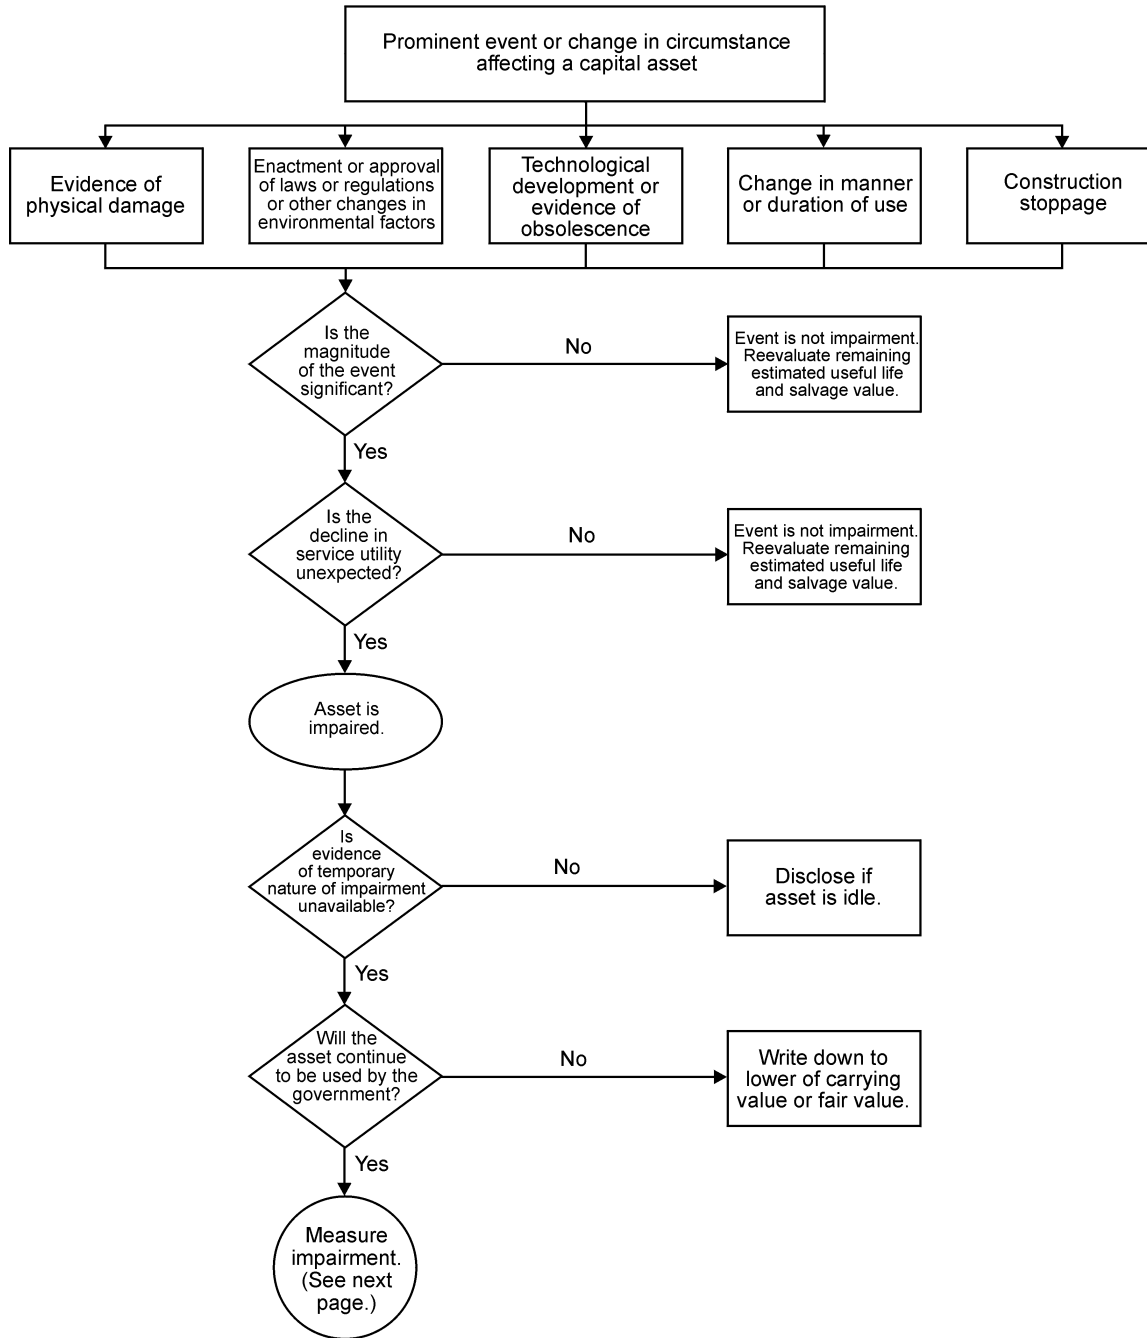 Prominent event or change in circumstance
affecting a capital asset
Evidence of
physical damage
Enactment or approval
of laws or regulations
or other changes in
environmental factors
Technological
development or
evidence of
obsolescence
Change in manner
or duration of use
Construction
stoppage
Is the
magnitude
of the event
significant?
No
Event is not impairment.
Reevaluate remaining
estimated useful life
and salvage value.
Yes
Is the
decline in
service utility
unexpected?
No
Event is not impairment.
Reevaluate remaining
estimated useful life
and salvage value.
Yes
Asset is
impaired.
Is
evidence
of temporary
nature of impairment
unavailable?
No
Disclose if
asset is idle.
Yes
Will the
asset continue
to be used by the
government?
No
Write down to
lower of carrying
value or fair value.
Yes
Measure
impairment.
(See next
page.)